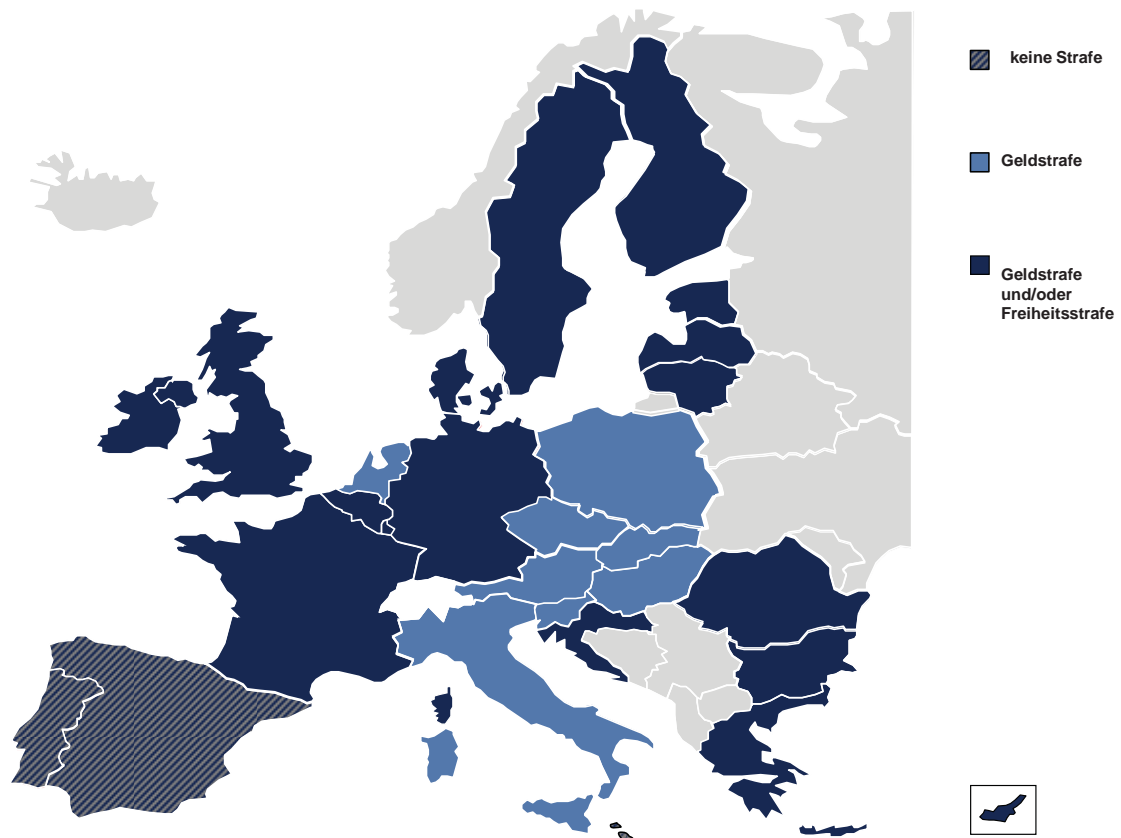 keine Strafe
Geldstrafe
Geldstrafe
und/oder
Freiheitsstrafe